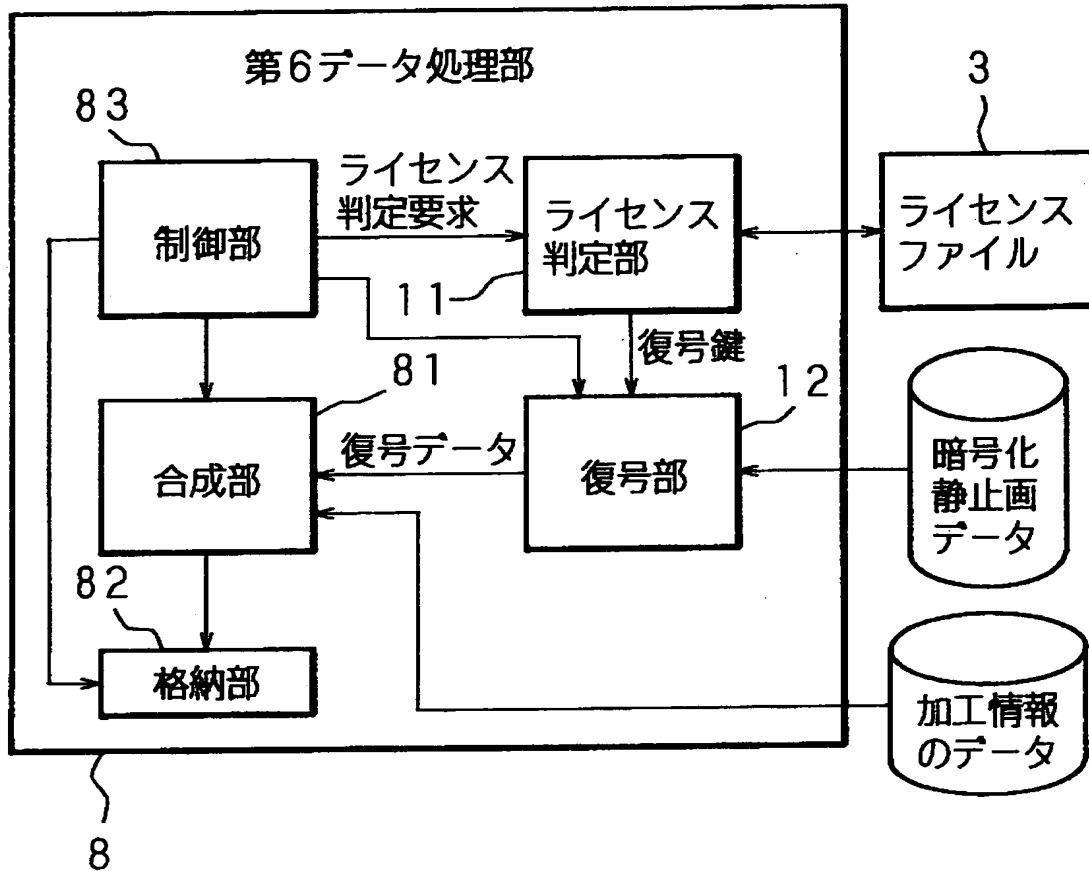 第6データ処理部
83
3
ライセンス
判定要求
制御部
ライセンス
判定部
ライセンス
ファイル
11
復号鍵
81
12
復号データ
合成部
復号部
暗号化
静止画
データ
82
格納部
加工情報
のデータ
8